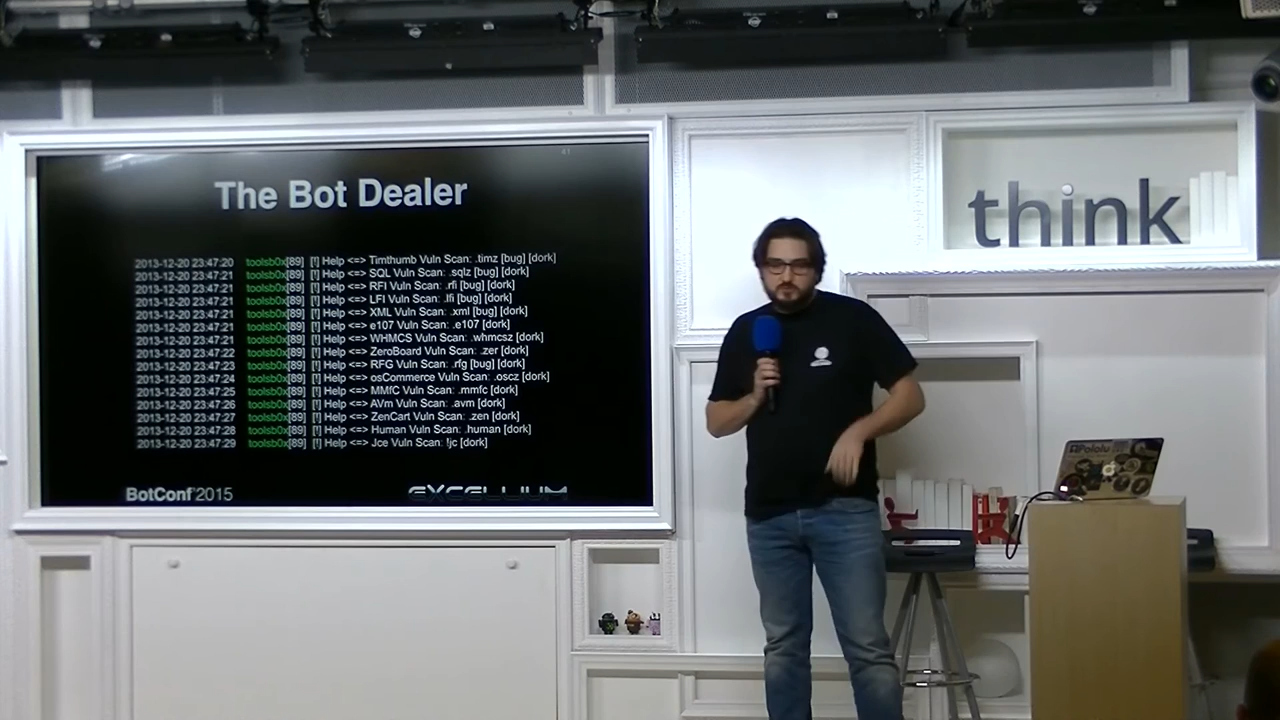 The Bot Dealer
2013-12-20 23:47:20 toolsb0x[89] [!] Help <=> Timthumb Vuln Scan: .timz [bug] [dork]
2013-12-20 23:47:21 toolsb0x[89] [!] Help <=> SQL Vuln Scan: .sqlz [bug] [dork]
2013-12-20 23:47:21 toolsb0x[89] [!] Help <=> RFI Vuln Scan: .rfi [bug] [dork]
2013-12-20 23:47:21 toolsb0x[89] [!] Help <=> LFI Vuln Scan: .lfi [bug] [dork]
2013-12-20 23:47:21 toolsb0x[89] [!] Help <=> XML Vuln Scan: .xml [bug] [dork]
2013-12-20 23:47:21 toolsb0x[89] [!] Help <=> e107 Vuln Scan: .e107 [dork]
2013-12-20 23:47:21 toolsb0x[89] [!] Help <=> WHMCS Vuln Scan: .whmcsz [dork]
2013-12-20 23:47:22 toolsb0x[89] [!] Help <=> ZeroBoard Vuln Scan: .zer [dork]
2013-12-20 23:47:23 toolsb0x[89] [!] Help <=> RFG Vuln Scan: .rfg [bug] [dork]
2013-12-20 23:47:24 toolsb0x[89] [!] Help <=> osCommerce Vuln Scan: .oscz [dork]
2013-12-20 23:47:25 toolsb0x[89] [!] Help <=> MMfC Vuln Scan: .mmfc [dork]
2013-12-20 23:47:26 toolsb0x[89] [!] Help <=> AVm Vuln Scan: .avm [dork]
2013-12-20 23:47:27 toolsb0x[89] [!] Help <=> ZenCart Vuln Scan: .zen [dork]
2013-12-20 23:47:28 toolsb0x[89] [!] Help <=> Human Vuln Scan: .human [dork]
2013-12-20 23:47:29 toolsb0x[89] [!] Help <=> Jce Vuln Scan: !jc [dork]
BotConf'2015
EXCELLIUM
think
Pololu